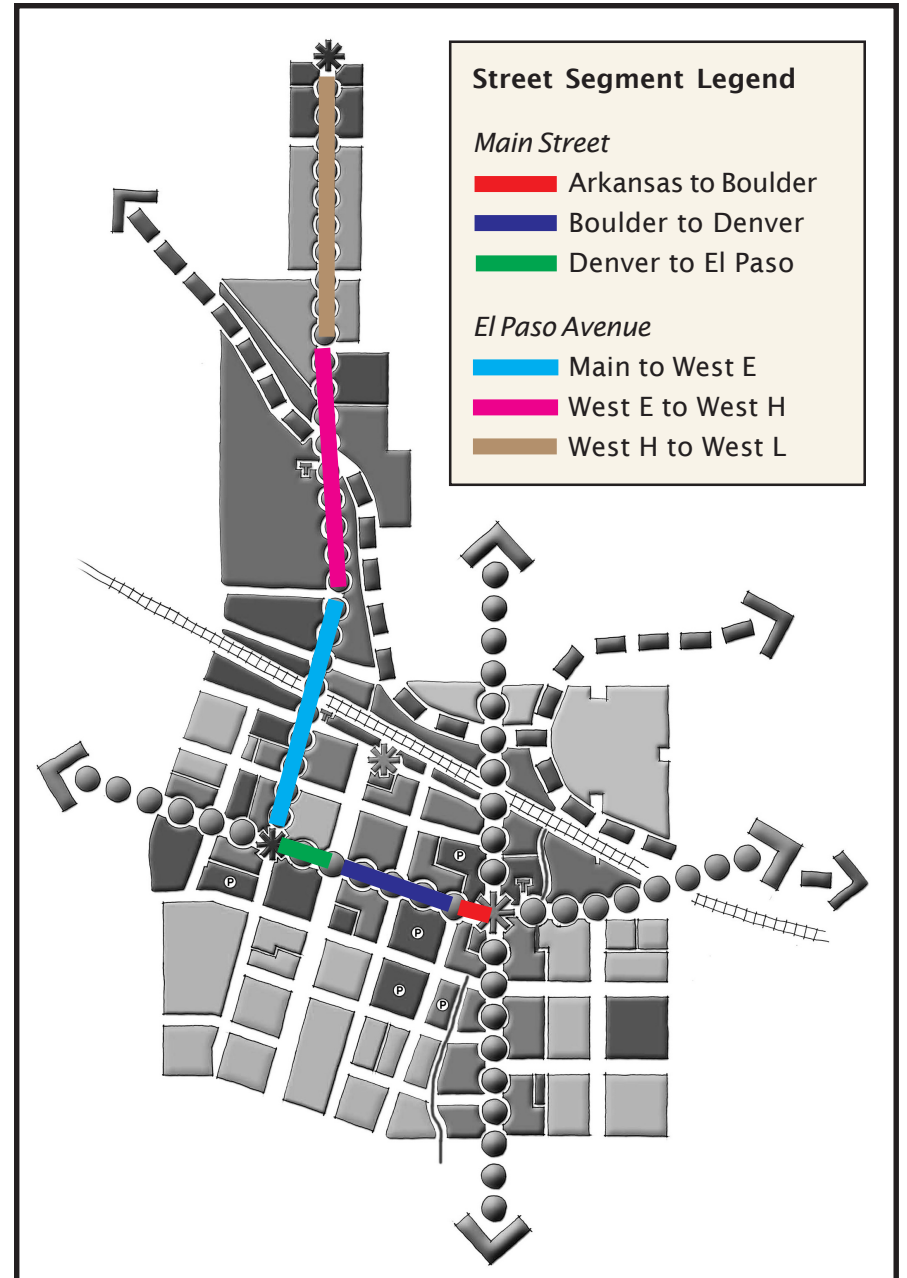 Street Segment Legend
Main Street
Arkansas to Boulder
Boulder to Denver
Denver to El Paso
El Paso Avenue
Main to West E
West E to West H
West H to West L
T
T
T
P
P
P
P
P